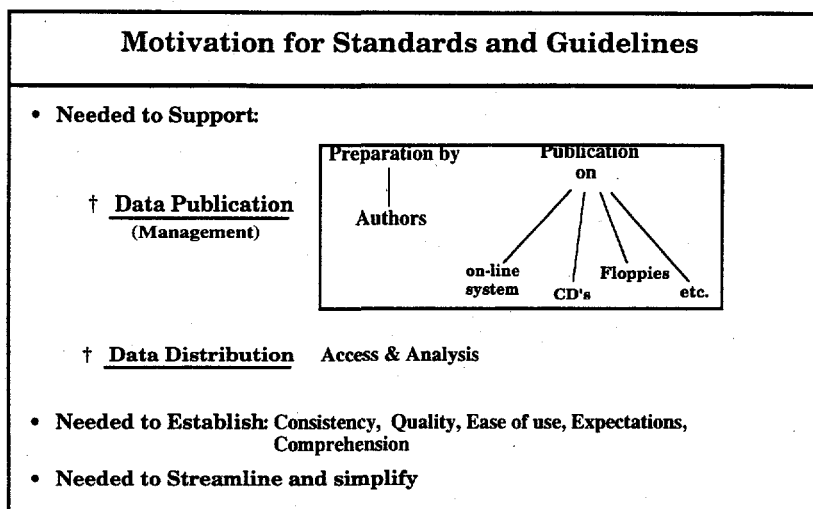 Motivation for Standards and Guidelines
• Needed to Support:
Preparation by
Authors
Publication
on
on-line
system
CD's
Floppies
etc.
† Data Publication
(Management)
† Data Distribution Access & Analysis
• Needed to Establish: Consistency, Quality, Ease of use, Expectations,
Comprehension
• Needed to Streamline and simplify